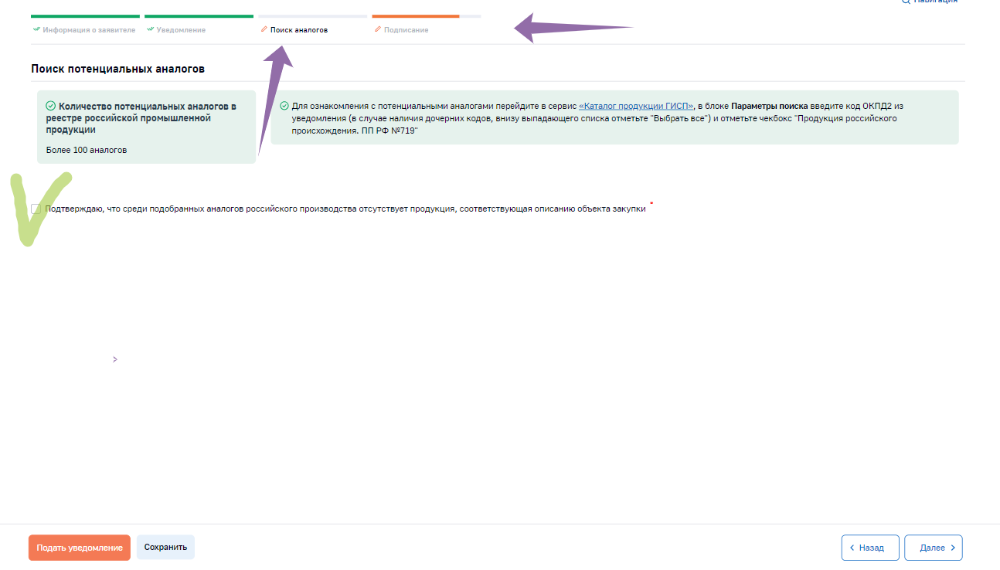 Навигация
Информация о заявителе
Уведомление
Поиск аналогов
Подписание
Поиск потенциальных аналогов
Количество потенциальных аналогов в
реестре российской промышленной
продукции
Более 100 аналогов
Для ознакомления с потенциальными аналогами перейдите в сервис «Каталог продукции ГИСП», в блоке Параметры поиска введите код ОКПД2 из
уведомления (в случае наличия дочерних кодов, внизу выпадающего списка отметьте "Выбрать все") и отметьте чекбокс "Продукция российского
происхождения. ПП РФ №719"
Подтверждаю, что среди подобранных аналогов российского производства отсутствует продукция, соответствующая описанию объекта закупки *
Подать уведомление
Сохранить
Назад
Далее